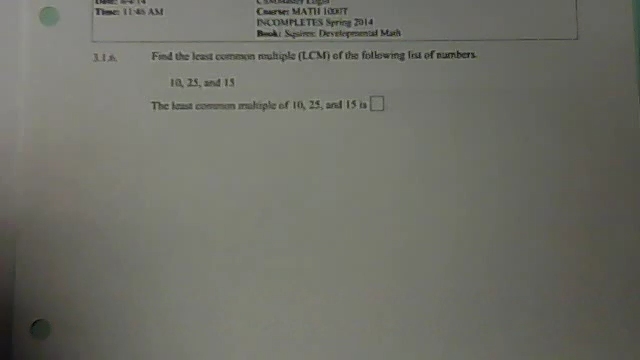 Time: 11:46 AM
Course: MATH 1000T
INCOMPLETES Spring 2014
Book: Squires: Developmental Math
3.1.6. Find the least common multiple (LCM) of the following list of numbers.
10, 25, and 15
The least common multiple of 10, 25, and 15 is